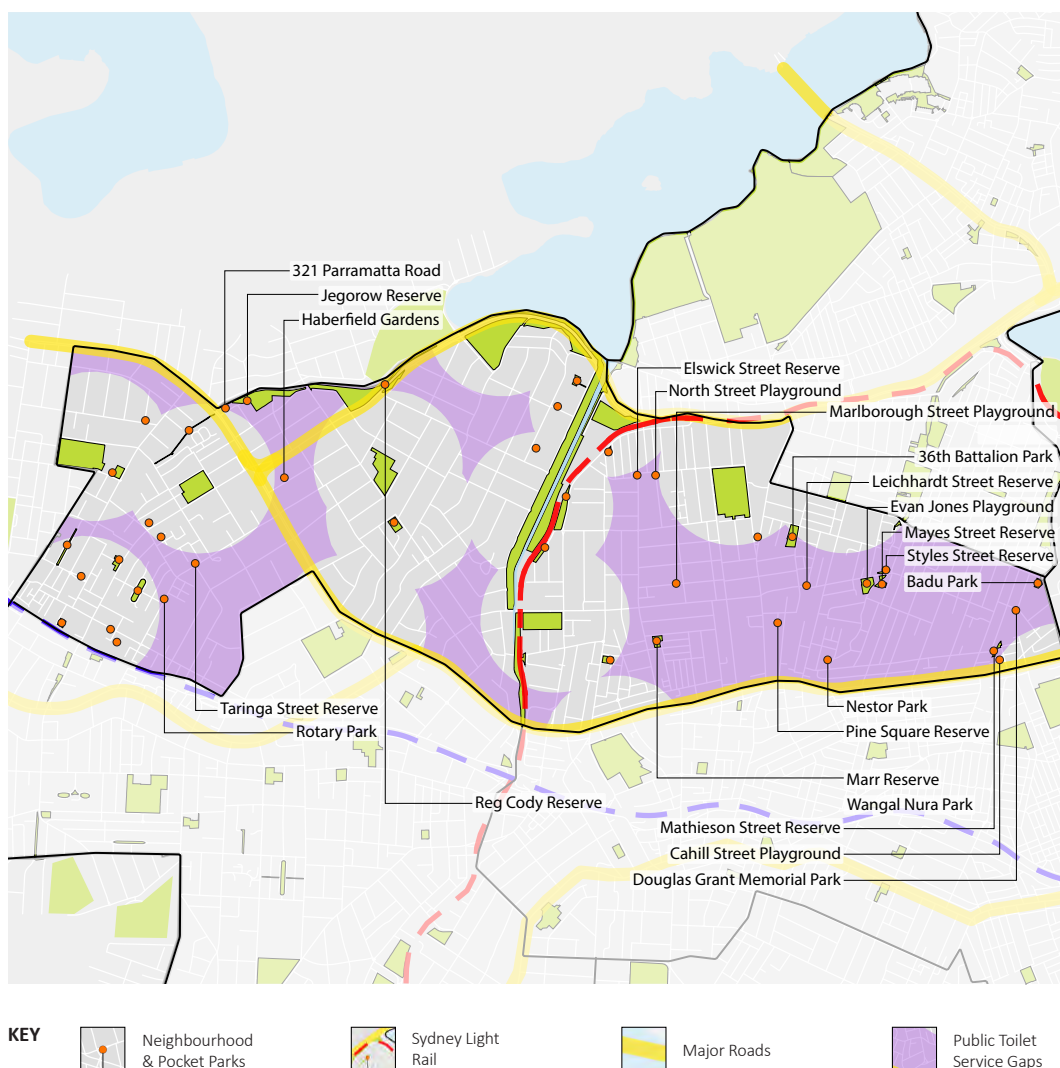 321 Parramatta Road
Jegorow Reserve
Haberfield Gardens
Elswick Street Reserve
North Street Playground
Marlborough Street Playground
36th Battalion Park
Leichhardt Street Reserve
Evan Jones Playground
Mayes Street Reserve
Styles Street Reserve
Badu Park
Taringa Street Reserve
Rotary Park
Nestor Park
Pine Square Reserve
Marr Reserve
Reg Cody Reserve
Wangal Nura Park
Mathieson Street Reserve
Cahill Street Playground
Douglas Grant Memorial Park
KEY
Neighbourhood
& Pocket Parks
Sydney Light
Rail
Major Roads
Public Toilet
Service Gaps